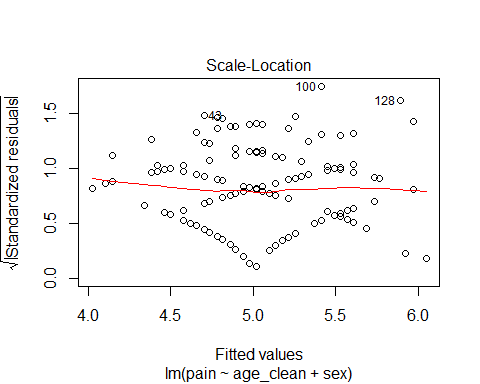 Scale-Location
√|Standardized residuals|
0.0
0.5
1.0
1.5
43
100
128
4.0 4.5 5.0 5.5 6.0
Fitted values
lm(pain ~ age_clean + sex)